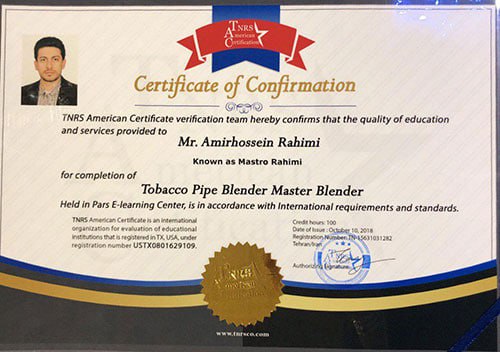 TNRS
American
Certification
Certificate of Confirmation
TNRS American Certificate verification team hereby confirms that the quality of education
and services provided to
Mr. Amirhossein Rahimi
Known as Mastro Rahimi
for completion of
Tobacco Pipe Blender Master Blender
Held in Pars E-learning Center, is in accordance with International requirements and standards.
TNRS American Certificate is an international
organization for evaluation of educational
institutions that is registered in TX, USA, under
registration number USTX0801629109.
Credit hours: 100
Date of Issue : October 10, 2018
Registration Number: TN-15631031282
Tehran/Iran
Authorizing Signature
www.tnrsco.com